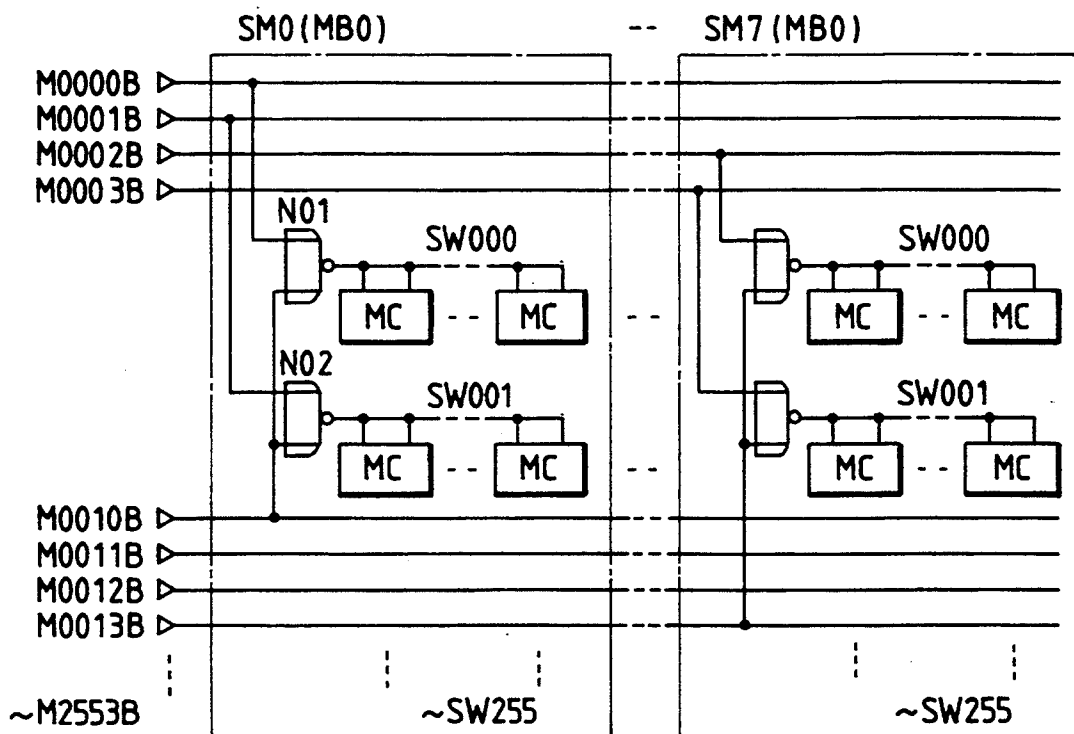 SM0(MB0) -- SM7(MB0)
M0000B
M0001B
M0002B
M0003B
N01
SW000
SW000
MC -- MC -- MC -- MC
N02
SW001
SW001
MC -- MC -- MC -- MC
M0010B
M0011B
M0012B
M0013B
~M2553B
~SW255
~SW255